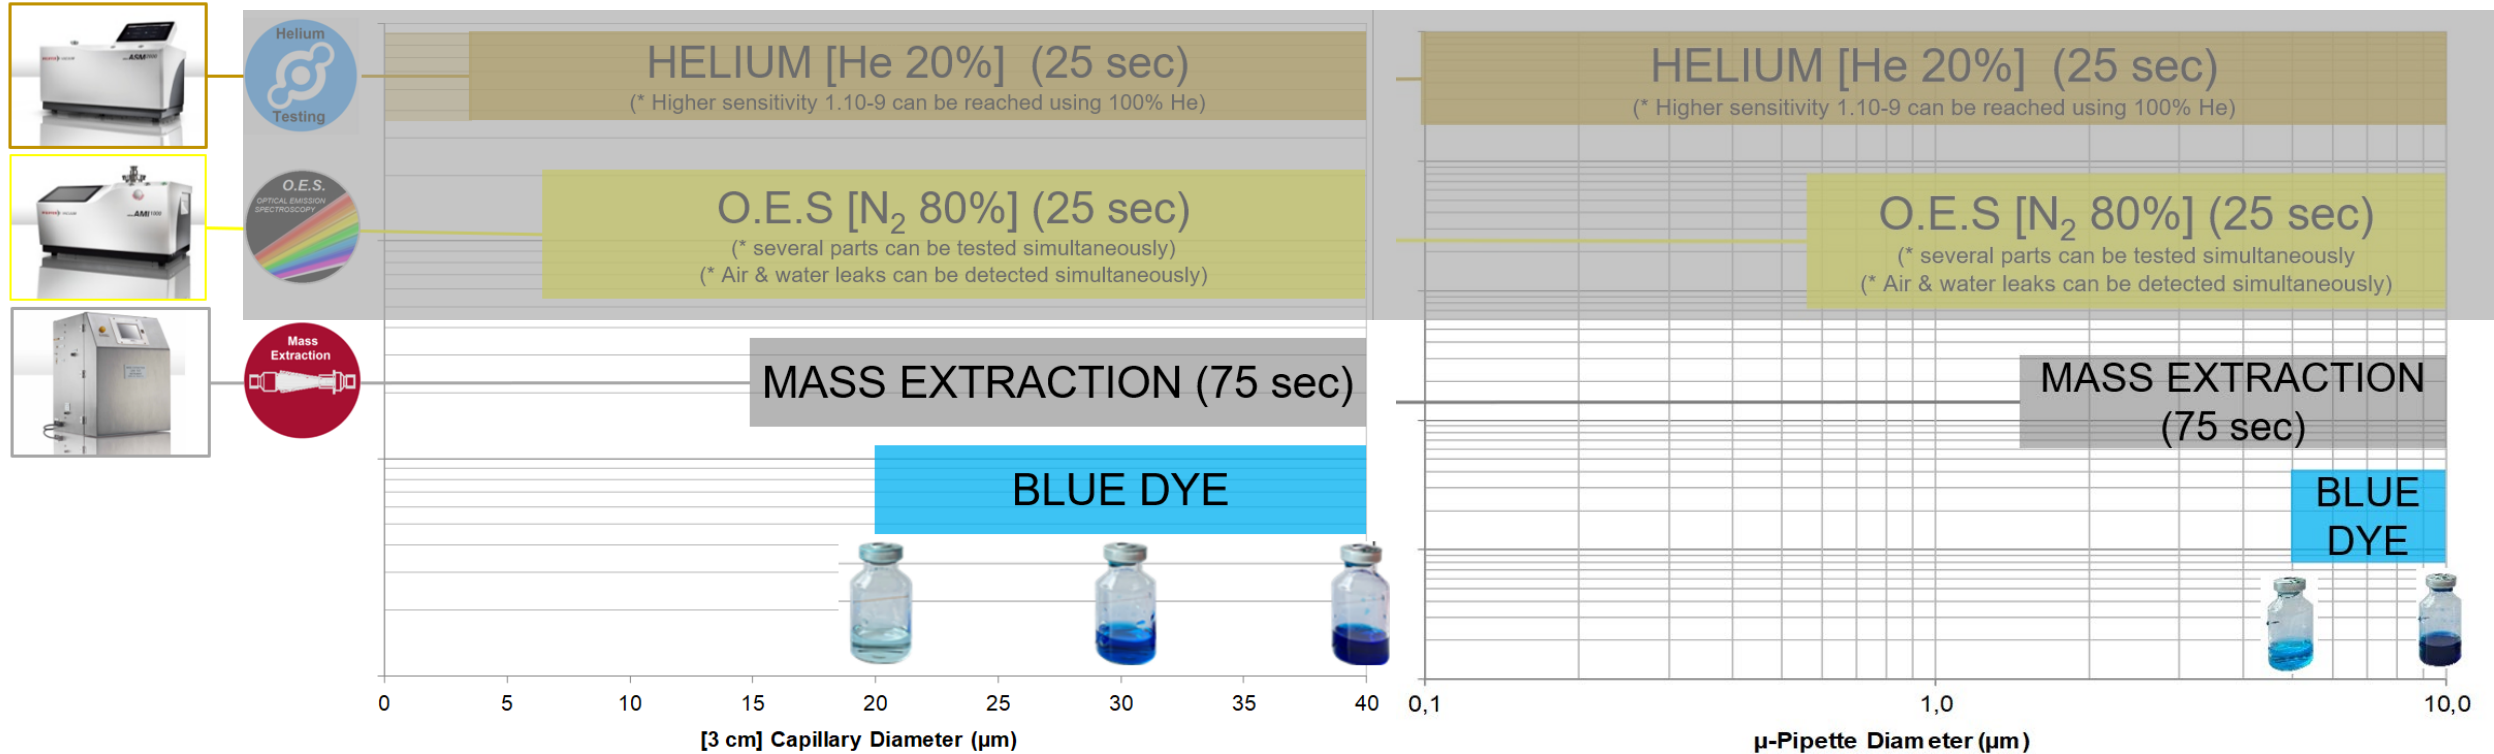 Helium
Testing
HELIUM [He 20%] (25 sec)
(* Higher sensitivity 1.10-9 can be reached using 100% He)
HELIUM [He 20%] (25 sec)
(* Higher sensitivity 1.10-9 can be reached using 100% He)
O.E.S.
OPTICAL EMISSION
SPECTROSCOPY
O.E.S [N₂ 80%] (25 sec)
(* several parts can be tested simultaneously)
(* Air & water leaks can be detected simultaneously)
O.E.S [N₂ 80%] (25 sec)
(* several parts can be tested simultaneously
(* Air & water leaks can be detected simultaneously)
Mass
Extraction
MASS EXTRACTION (75 sec)
MASS EXTRACTION
(75 sec)
BLUE DYE
BLUE
DYE
0 5 10 15 20 25 30 35 40
[3 cm] Capillary Diameter (µm)
0,1 1,0 10,0
µ-Pipette Diameter (µm)